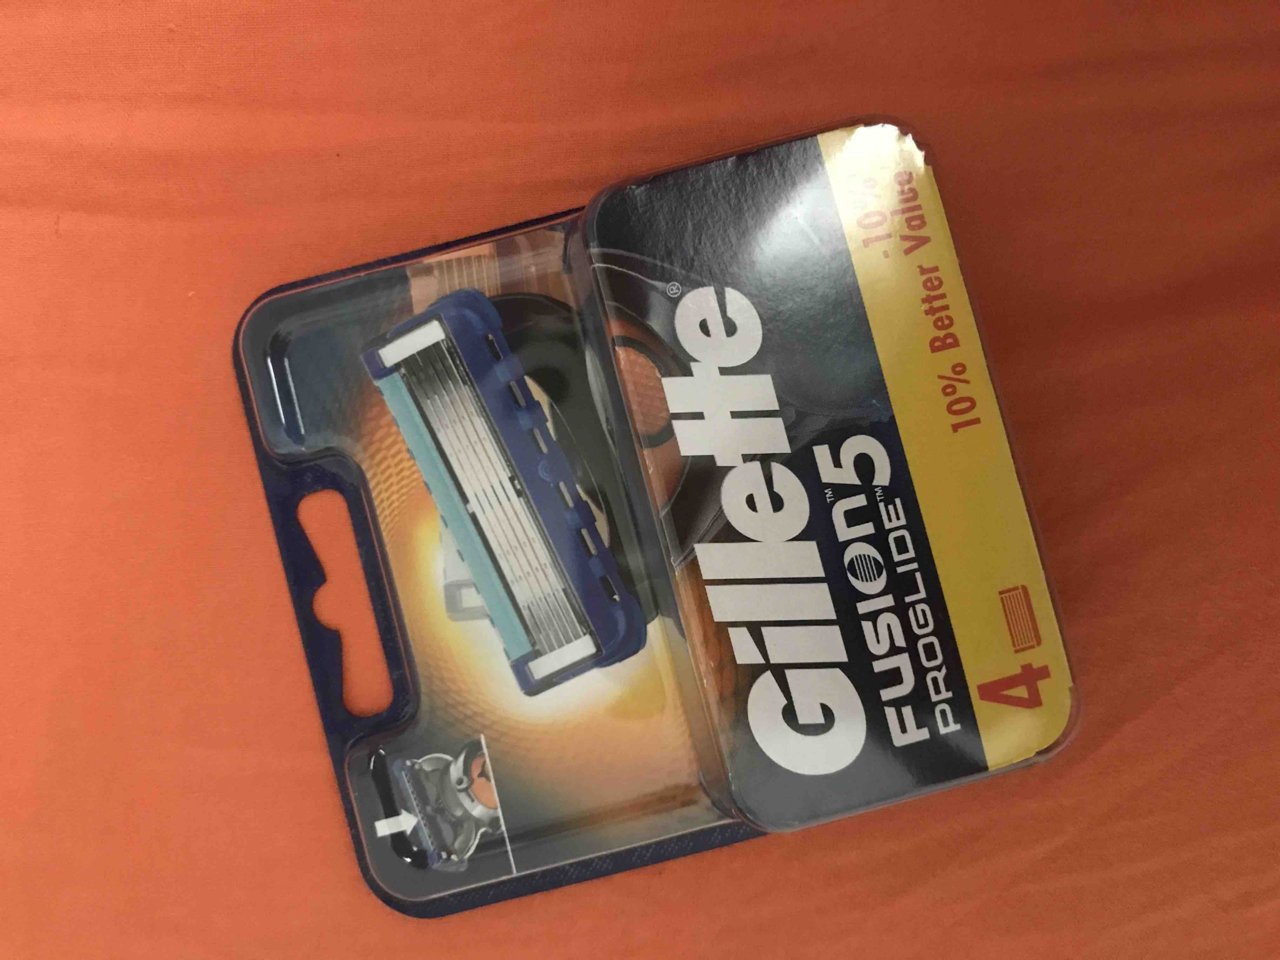 Gillette®
FUSION5™
PROGLIDE™
4
10% Better Value
-10%